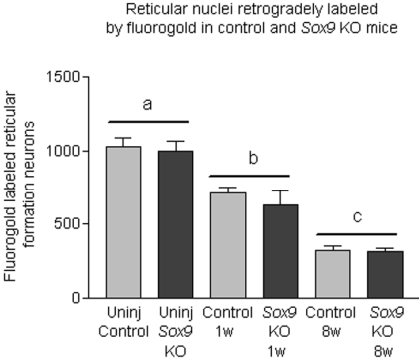 Reticular nuclei retrogradely labeled
by fluorogold in control and Sox9 KO mice
Fluorogold labeled reticular
formation neurons
1500
1000
500
0
a
b
c
Uninj
Control
Uninj
Sox9
KO
Control
1w
Sox9
KO
1w
Control
8w
Sox9
KO
8w